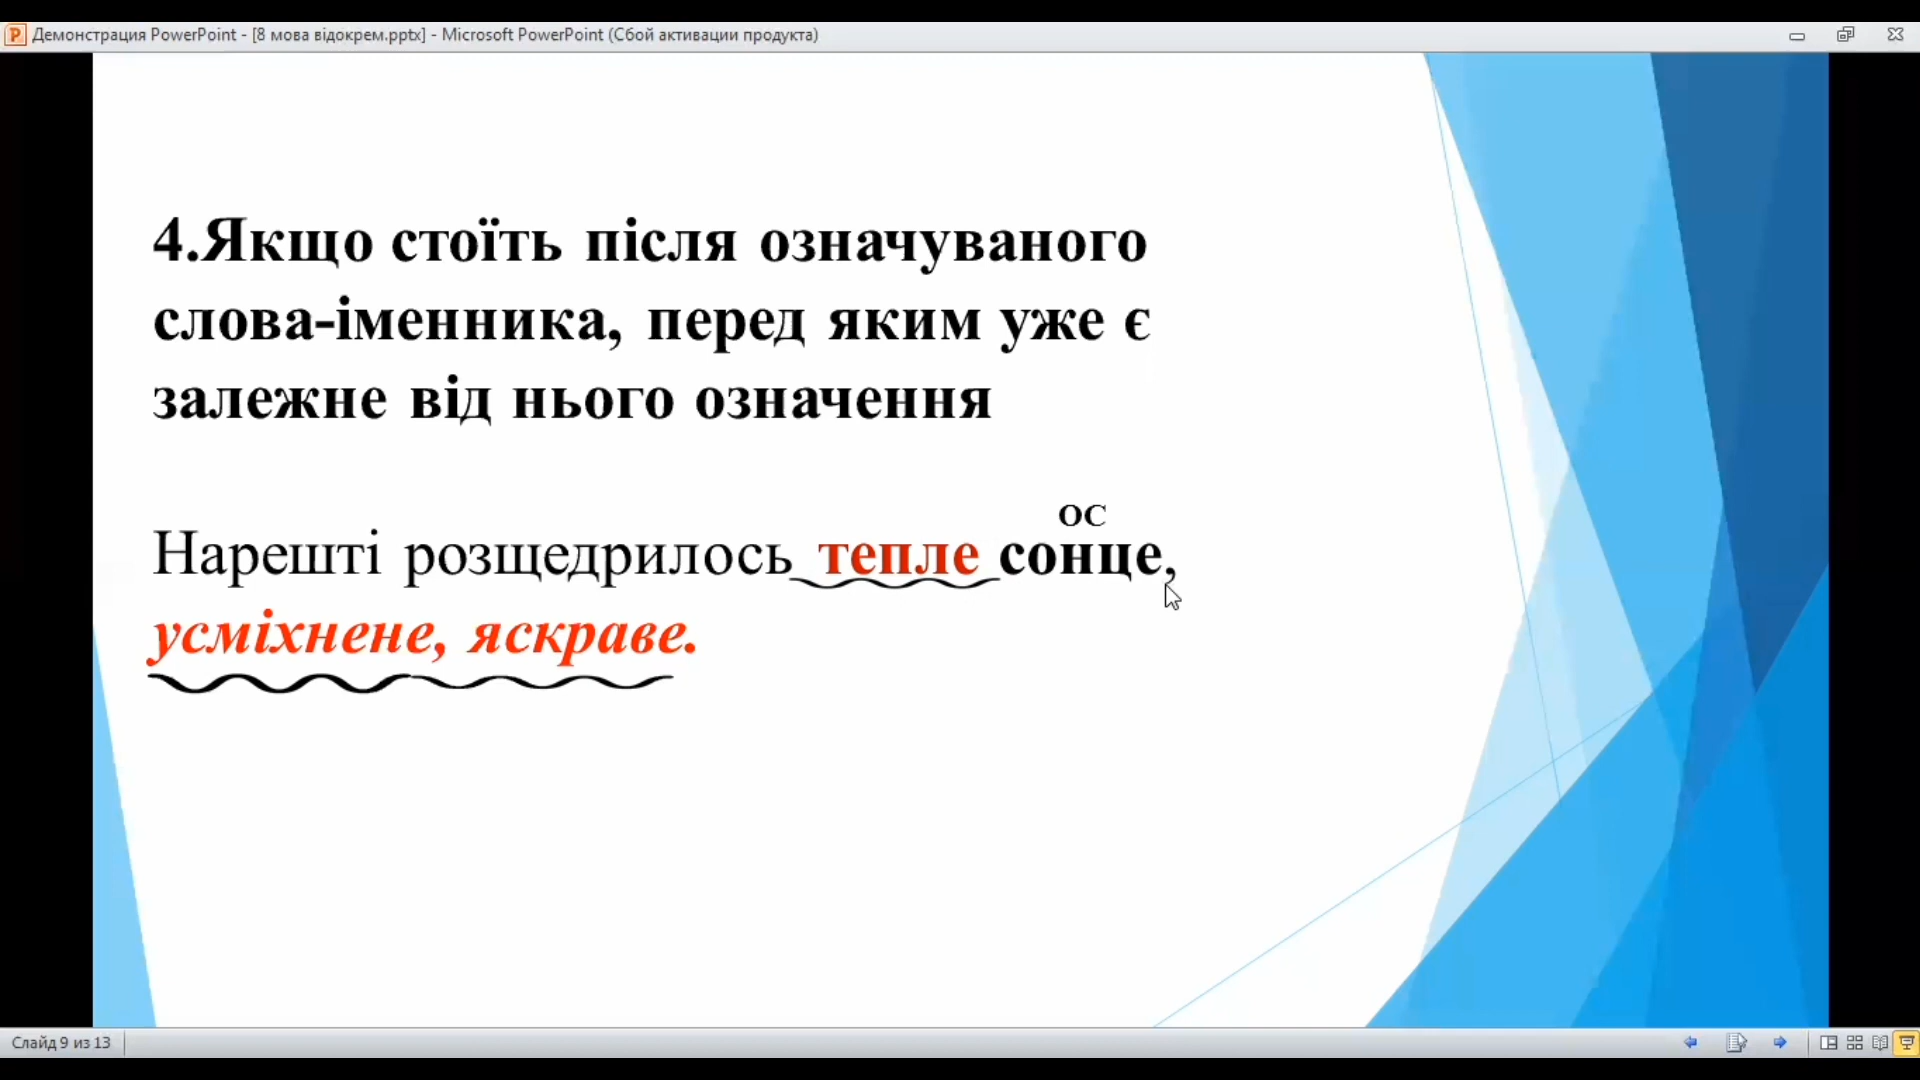 Демонстрация PowerPoint - [8 мова відокрем.pptx] - Microsoft PowerPoint (Сбой активации продукта)
4.Якщо стоїть після означуваного
слова-іменника, перед яким уже є
залежне від нього означення
ОС
Нарешті розщедрилось тепле сонце,
усміхнене, яскраве.
Слайд 9 из 13